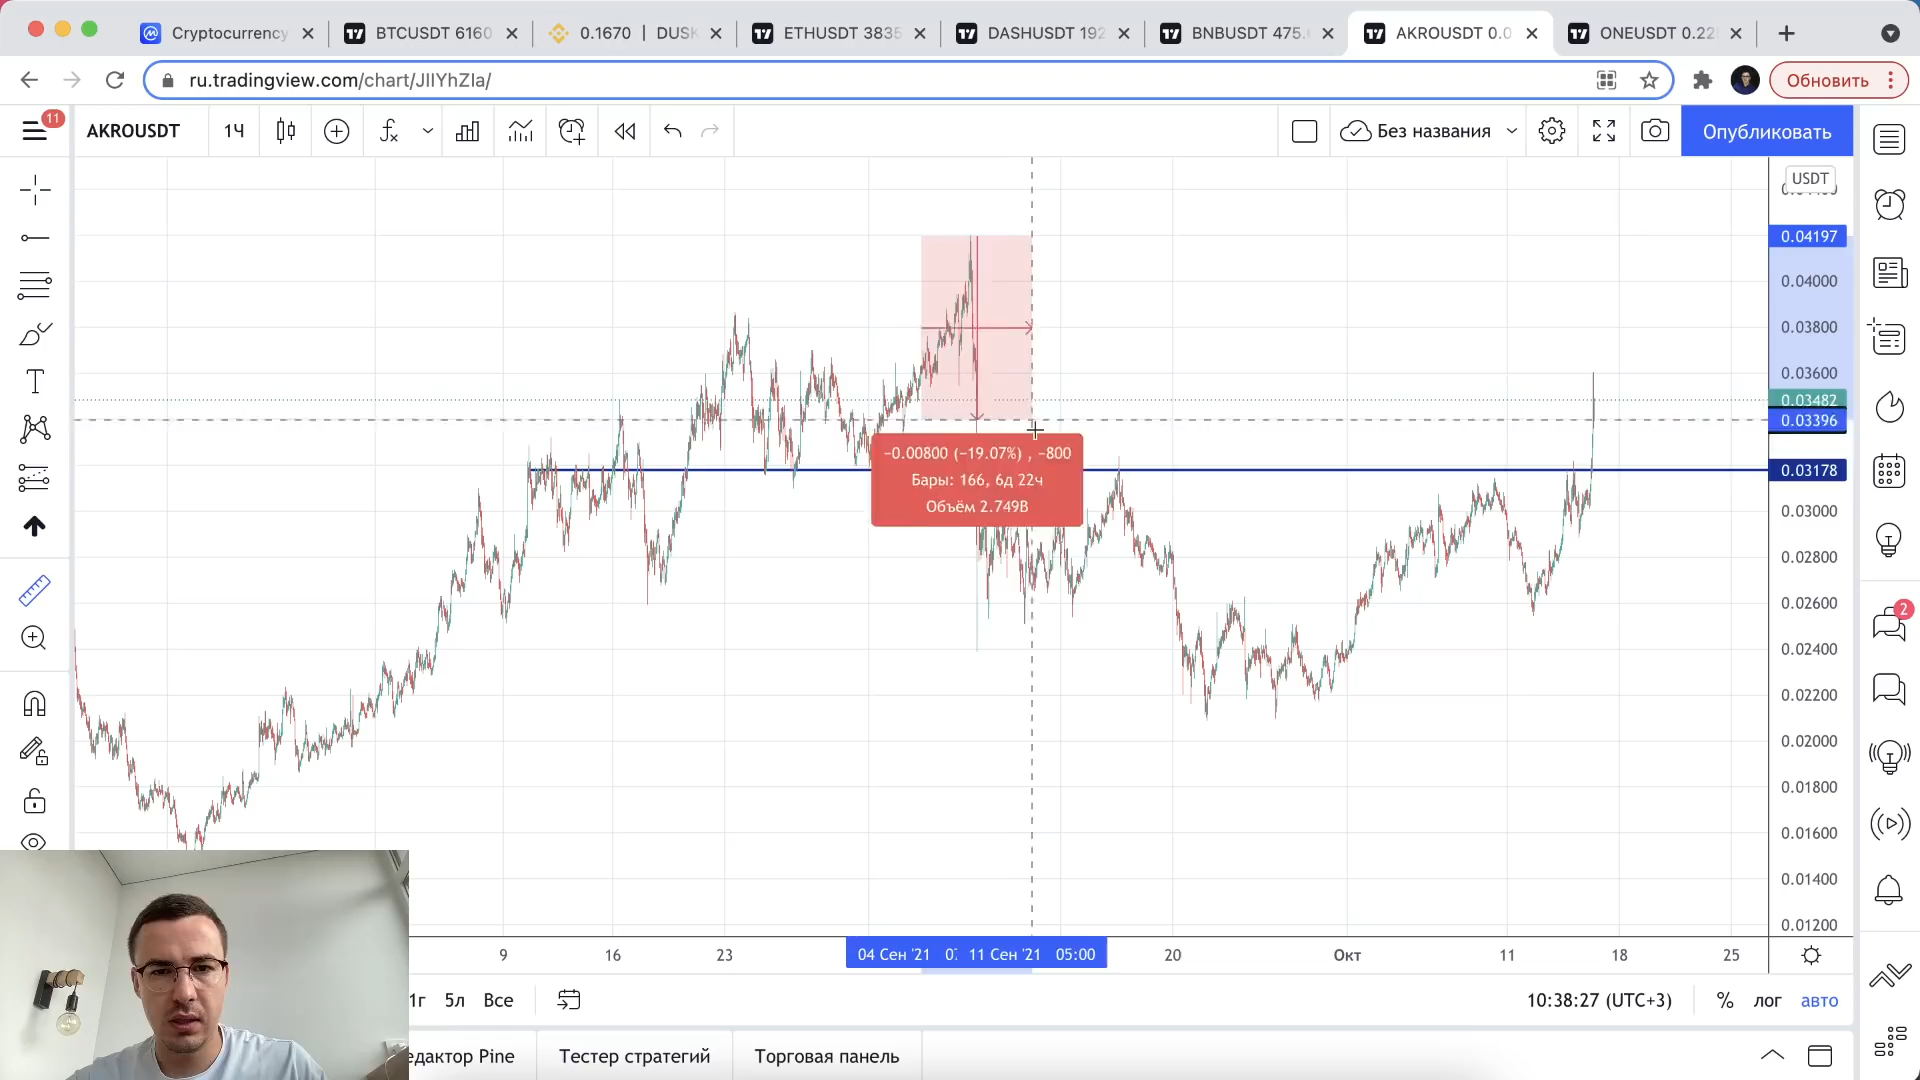 Cryptocurrency
BTCUSDT 6160
0.1670 | DUSK
ETHUSDT 3835
DASHUSDT 192
BNBUSDT 475.
AKROUSDT 0.0
ONEUSDT 0.22
ru.tradingview.com/chart/JIIYhZIa/
Обновить
11
AKROUSDT
1Ч
Без названия
Опубликовать
USDT
0.04197
0.04000
0.03800
0.03600
0.03482
0.03396
0.03178
0.03000
0.02800
0.02600
0.02400
0.02200
0.02000
0.01800
0.01600
0.01400
0.01200
−0.00800 (−19.07%) , −800
Бары: 166, 6д 22ч
Объём 2.749B
2
9
16
23
04 Сен '21
11 Сен '21 05:00
20
Окт
11
18
25
1г
5л
Все
10:38:27 (UTC+3)
%
лог
авто
едактор Pine
Тестер стратегий
Торговая панель